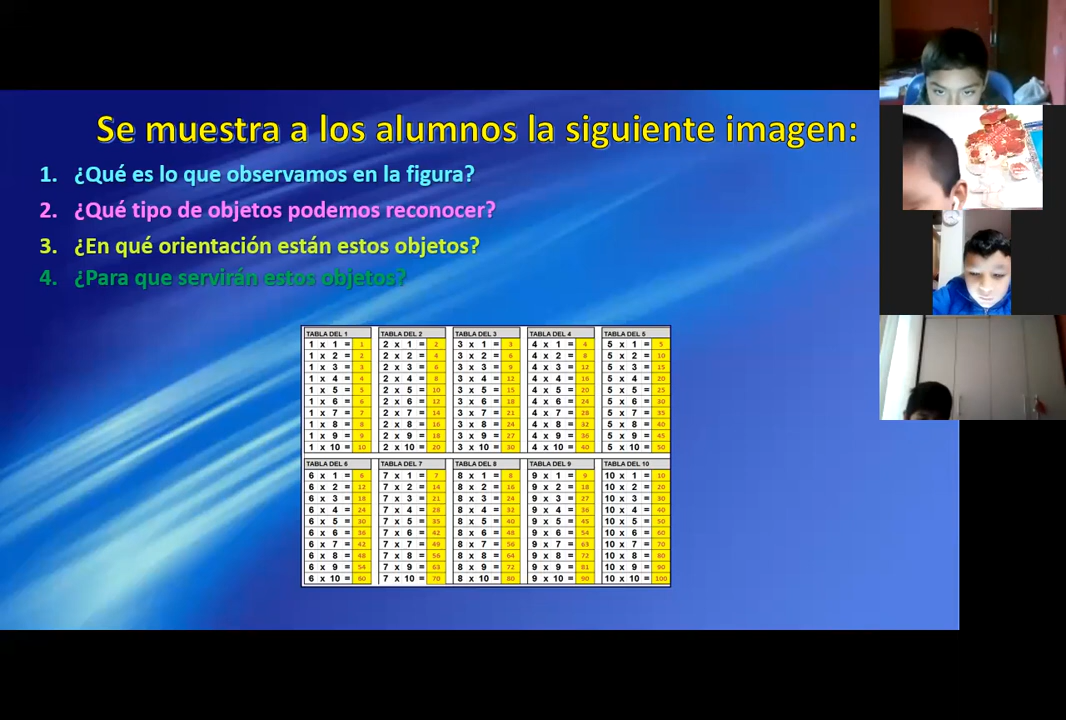 Se muestra a los alumnos la siguiente imagen:
1. ¿Qué es lo que observamos en la figura?
2. ¿Qué tipo de objetos podemos reconocer?
3. ¿En qué orientación están estos objetos?
4. ¿Para que servirán estos objetos?
TABLA DEL 1 TABLA DEL 2 TABLA DEL 3 TABLA DEL 4 TABLA DEL 5
1 x 1 = 1 2 x 1 = 2 3 x 1 = 3 4 x 1 = 4 5 x 1 = 5
1 x 2 = 2 2 x 2 = 4 3 x 2 = 6 4 x 2 = 8 5 x 2 = 10
1 x 3 = 3 2 x 3 = 6 3 x 3 = 9 4 x 3 = 12 5 x 3 = 15
1 x 4 = 4 2 x 4 = 8 3 x 4 = 12 4 x 4 = 16 5 x 4 = 20
1 x 5 = 5 2 x 5 = 10 3 x 5 = 15 4 x 5 = 20 5 x 5 = 25
1 x 6 = 6 2 x 6 = 12 3 x 6 = 18 4 x 6 = 24 5 x 6 = 30
1 x 7 = 7 2 x 7 = 14 3 x 7 = 21 4 x 7 = 28 5 x 7 = 35
1 x 8 = 8 2 x 8 = 16 3 x 8 = 24 4 x 8 = 32 5 x 8 = 40
1 x 9 = 9 2 x 9 = 18 3 x 9 = 27 4 x 9 = 36 5 x 9 = 45
1 x 10 = 10 2 x 10 = 20 3 x 10 = 30 4 x 10 = 40 5 x 10 = 50
TABLA DEL 6 TABLA DEL 7 TABLA DEL 8 TABLA DEL 9 TABLA DEL 10
6 x 1 = 6 7 x 1 = 7 8 x 1 = 8 9 x 1 = 9 10 x 1 = 10
6 x 2 = 12 7 x 2 = 14 8 x 2 = 16 9 x 2 = 18 10 x 2 = 20
6 x 3 = 18 7 x 3 = 21 8 x 3 = 24 9 x 3 = 27 10 x 3 = 30
6 x 4 = 24 7 x 4 = 28 8 x 4 = 32 9 x 4 = 36 10 x 4 = 40
6 x 5 = 30 7 x 5 = 35 8 x 5 = 40 9 x 5 = 45 10 x 5 = 50
6 x 6 = 36 7 x 6 = 42 8 x 6 = 48 9 x 6 = 54 10 x 6 = 60
6 x 7 = 42 7 x 7 = 49 8 x 7 = 56 9 x 7 = 63 10 x 7 = 70
6 x 8 = 48 7 x 8 = 56 8 x 8 = 64 9 x 8 = 72 10 x 8 = 80
6 x 9 = 54 7 x 9 = 63 8 x 9 = 72 9 x 9 = 81 10 x 9 = 90
6 x 10 = 60 7 x 10 = 70 8 x 10 = 80 9 x 10 = 90 10 x 10 = 100